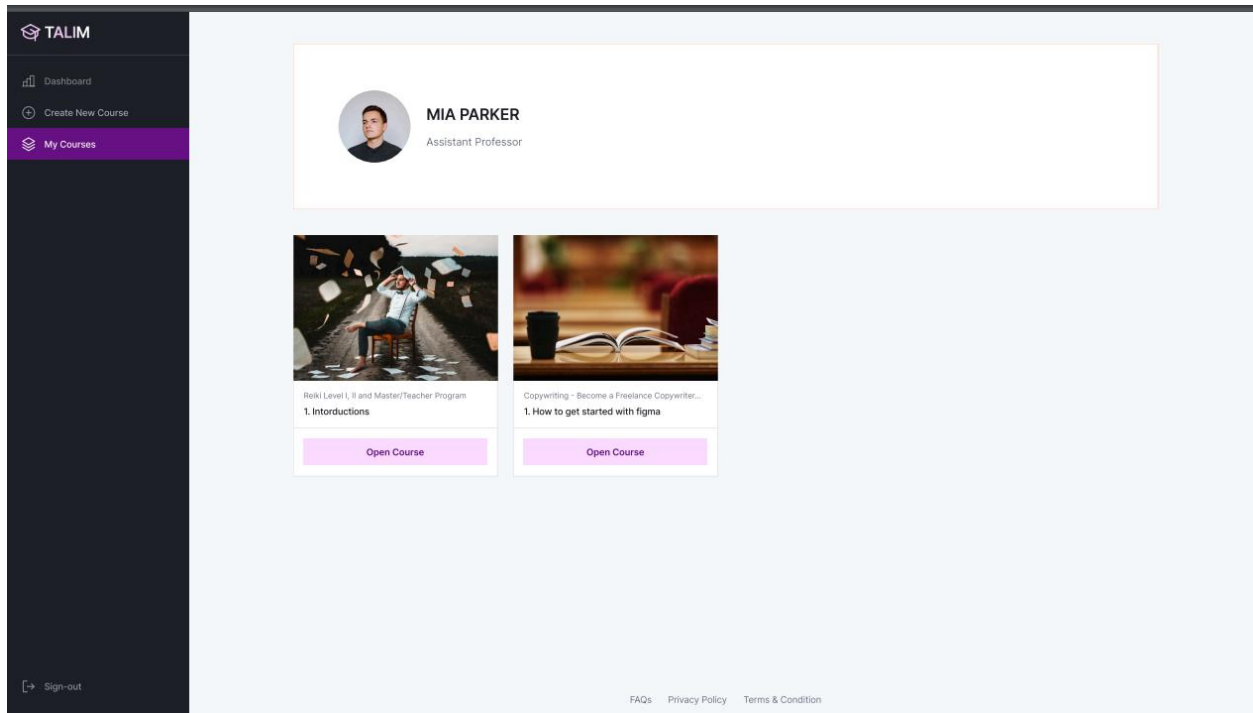 TALIM
Dashboard
Create New Course
My Courses
Sign-out
MIA PARKER
Assistant Professor
Reiki Level I, II and Master/Teacher Program
1. Intorductions
Open Course
Copywriting - Become a Freelance Copywriter...
1. How to get started with figma
Open Course
FAQs Privacy Policy Terms & Condition